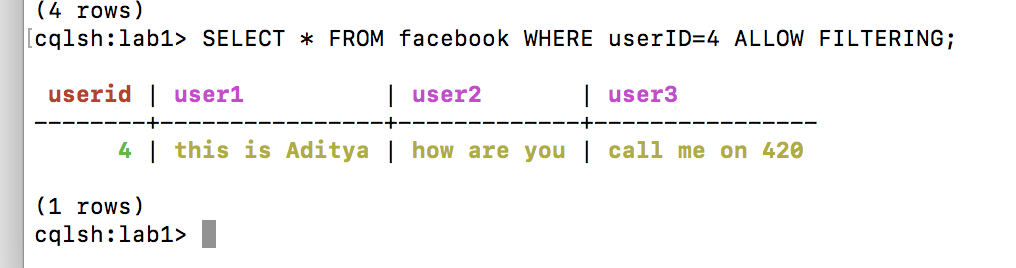 (4 rows)
[cqlsh:lab1> SELECT * FROM facebook WHERE userID=4 ALLOW FILTERING;
 userid | user1           | user2       | user3
--------+-----------------+-------------+----------------
      4 | this is Aditya | how are you | call me on 420
(1 rows)
cqlsh:lab1>